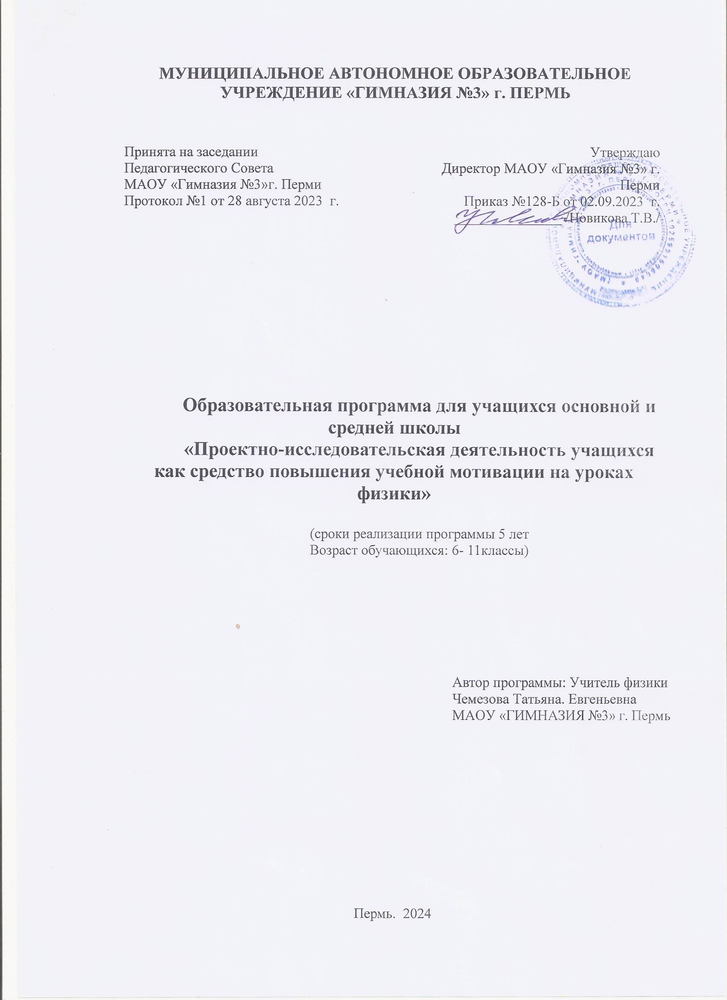 МУНИЦИПАЛЬНОЕ АВТОНОМНОЕ ОБРАЗОВАТЕЛЬНОЕ
УЧРЕЖДЕНИЕ «ГИМНАЗИЯ №3» г. ПЕРМЬ
Принята на заседании
Педагогического Совета
МАОУ «Гимназия №3»г. Перми
Протокол №1 от 28 августа 2023 г.
Утверждаю
Директор МАОУ «Гимназия №3» г.
Перми
Приказ №128-Б от 02.09.2023 г.
/Новикова Т.В./
Для
документов
Образовательная программа для учащихся основной и
средней школы
«Проектно-исследовательская деятельность учащихся
как средство повышения учебной мотивации на уроках
физики»
(сроки реализации программы 5 лет
Возраст обучающихся: 6- 11классы)
Автор программы: Учитель физики
Чемезова Татьяна. Евгеньевна
МАОУ «ГИМНАЗИЯ №3» г. Пермь
Пермь. 2024